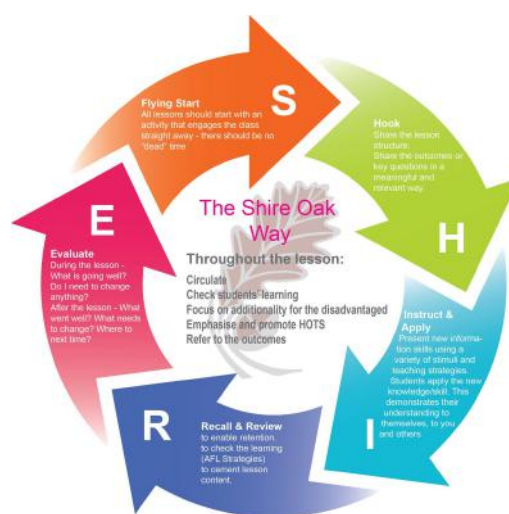 S
Flying Start
All lessons should start with an
activity that engages the class
straight away - there should be no
"dead" time
H
Hook
Share the lesson
structure.
Share the outcomes or
key questions in a
meaningful and
relevant way.
I
Instruct &
Apply
Present new informa-
tion skills using a
variety of stimuli and
teaching strategies.
Students apply the new
knowledge/skill. This
demonstrates their
understanding to
themselves, to you
and others
R
Recall & Review
to enable retention.
to check the learning
(AFL Strategies)
to cement lesson
content.
E
Evaluate
During the lesson -
What is going well?
Do I need to change
anything?
After the lesson - What
went well? What needs
to change? Where to
next time?
The Shire Oak
Way
Throughout the lesson:
Circulate
Check students' learning
Focus on additionality for the disadvantaged
Emphasise and promote HOTS
Refer to the outcomes